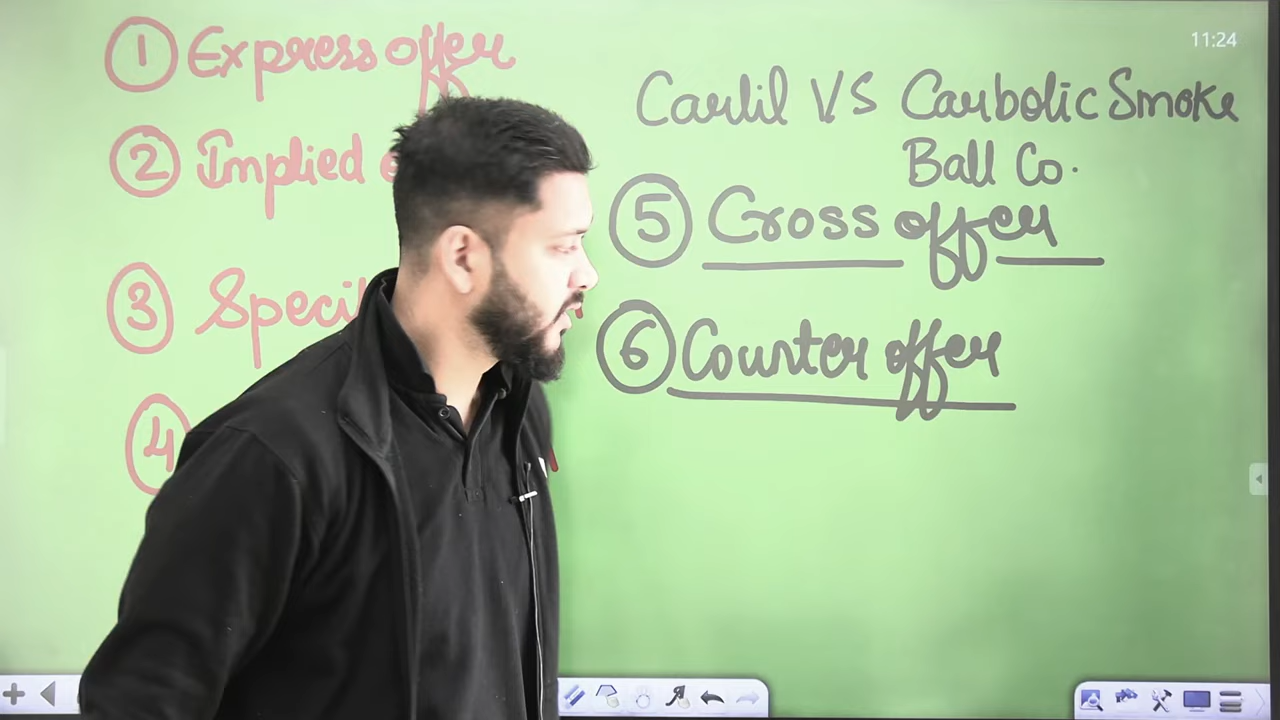 ① Express offer
② Implied
③ Speci
④
11:24
Carlil VS Carbolic Smoke
Ball Co.
⑤ Cross offer
⑥ Counter offer